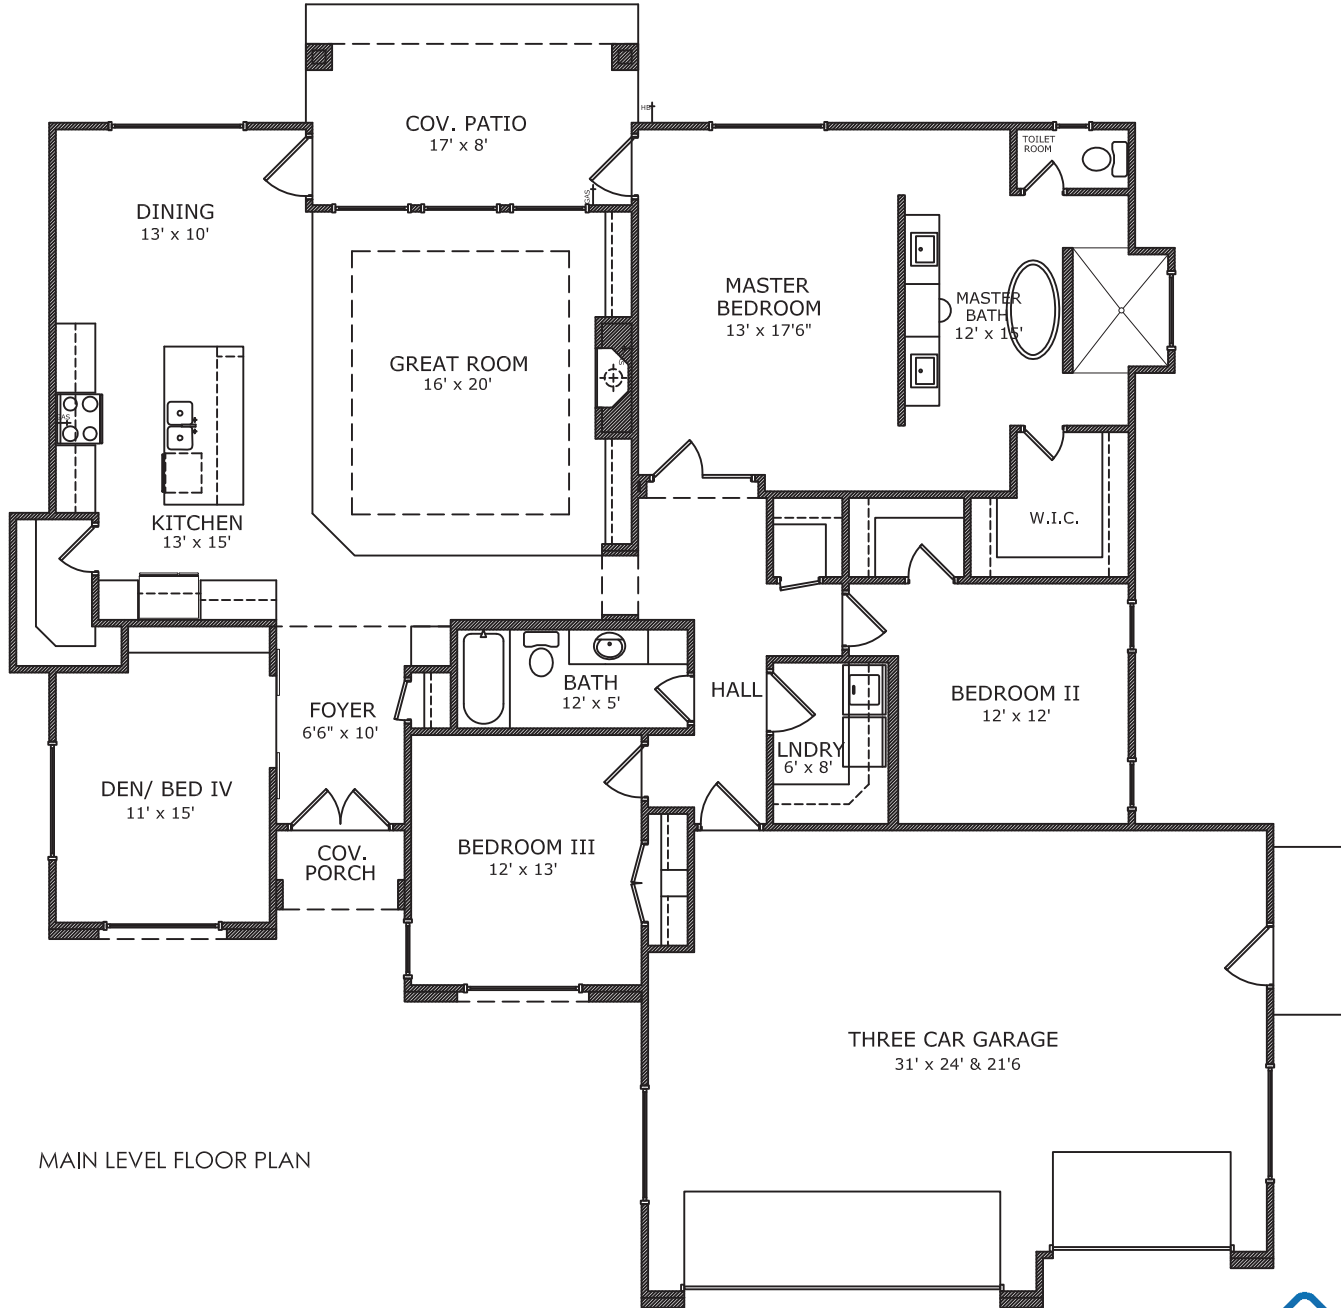 HB
COV. PATIO
17' x 8'
TOILET
ROOM
GAS
DINING
13' x 10'
MASTER
BEDROOM
13' x 17'6"
MASTER
BATH
12' x 15'
GREAT ROOM
16' x 20'
GAS
KITCHEN
13' x 15'
W.I.C.
BATH
12' x 5'
HALL
BEDROOM II
12' x 12'
FOYER
6'6" x 10'
LNDRY
6' x 8'
DEN/ BED IV
11' x 15'
COV.
PORCH
BEDROOM III
12' x 13'
THREE CAR GARAGE
31' x 24' & 21'6
MAIN LEVEL FLOOR PLAN